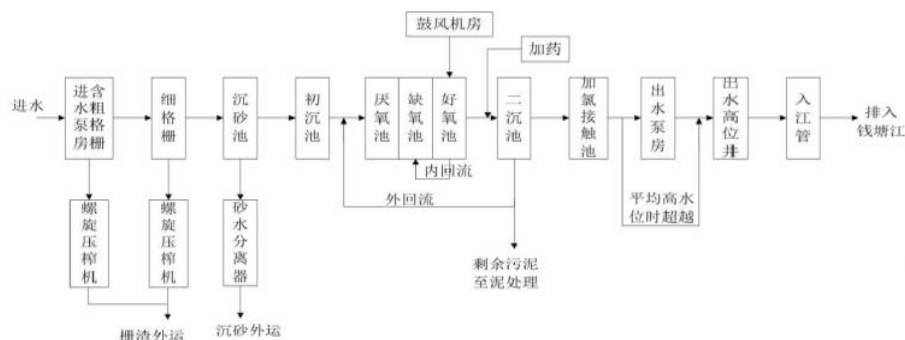 鼓风机房
加药
进水
进水泵房
含粗格栅
细格栅
沉砂池
初沉池
厌氧池
缺氧池
好氧池
二沉池
加氯接触池
出水泵房
出水高位井
入江管
排入
钱塘江
内回流
外回流
平均高水
位时超越
螺旋压榨机
螺旋压榨机
砂水分离器
剩余污泥
至泥处理
栅渣外运
沉砂外运